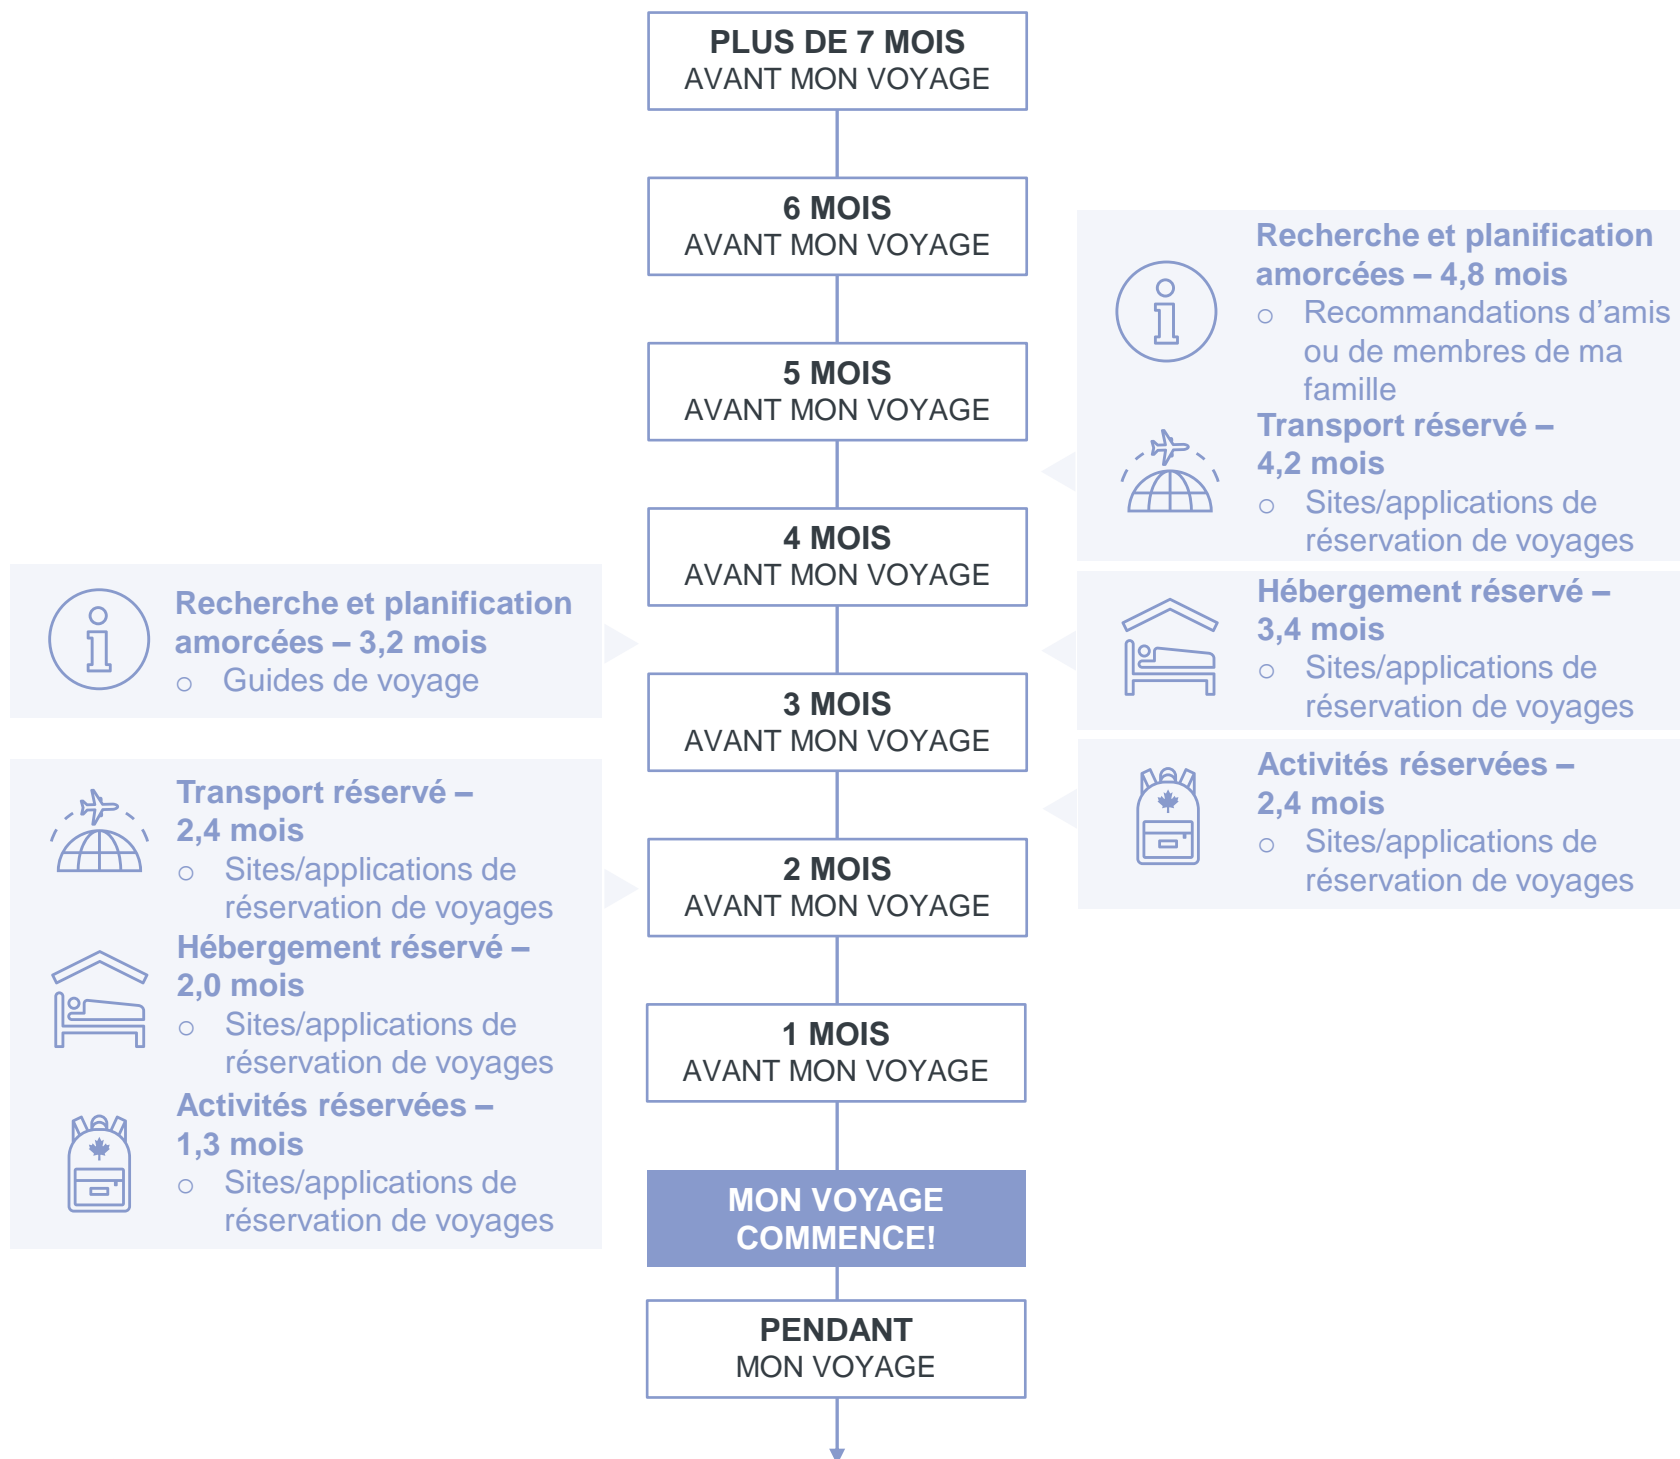 PLUS DE 7 MOIS
AVANT MON VOYAGE
6 MOIS
AVANT MON VOYAGE
5 MOIS
AVANT MON VOYAGE
4 MOIS
AVANT MON VOYAGE
3 MOIS
AVANT MON VOYAGE
2 MOIS
AVANT MON VOYAGE
1 MOIS
AVANT MON VOYAGE
MON VOYAGE
COMMENCE!
PENDANT
MON VOYAGE
Recherche et planification
amorcées – 3,2 mois
○ Guides de voyage
Transport réservé –
2,4 mois
○ Sites/applications de
réservation de voyages
Hébergement réservé –
2,0 mois
○ Sites/applications de
réservation de voyages
Activités réservées –
1,3 mois
○ Sites/applications de
réservation de voyages
Recherche et planification
amorcées – 4,8 mois
○ Recommandations d’amis
ou de membres de ma
famille
Transport réservé –
4,2 mois
○ Sites/applications de
réservation de voyages
Hébergement réservé –
3,4 mois
○ Sites/applications de
réservation de voyages
Activités réservées –
2,4 mois
○ Sites/applications de
réservation de voyages